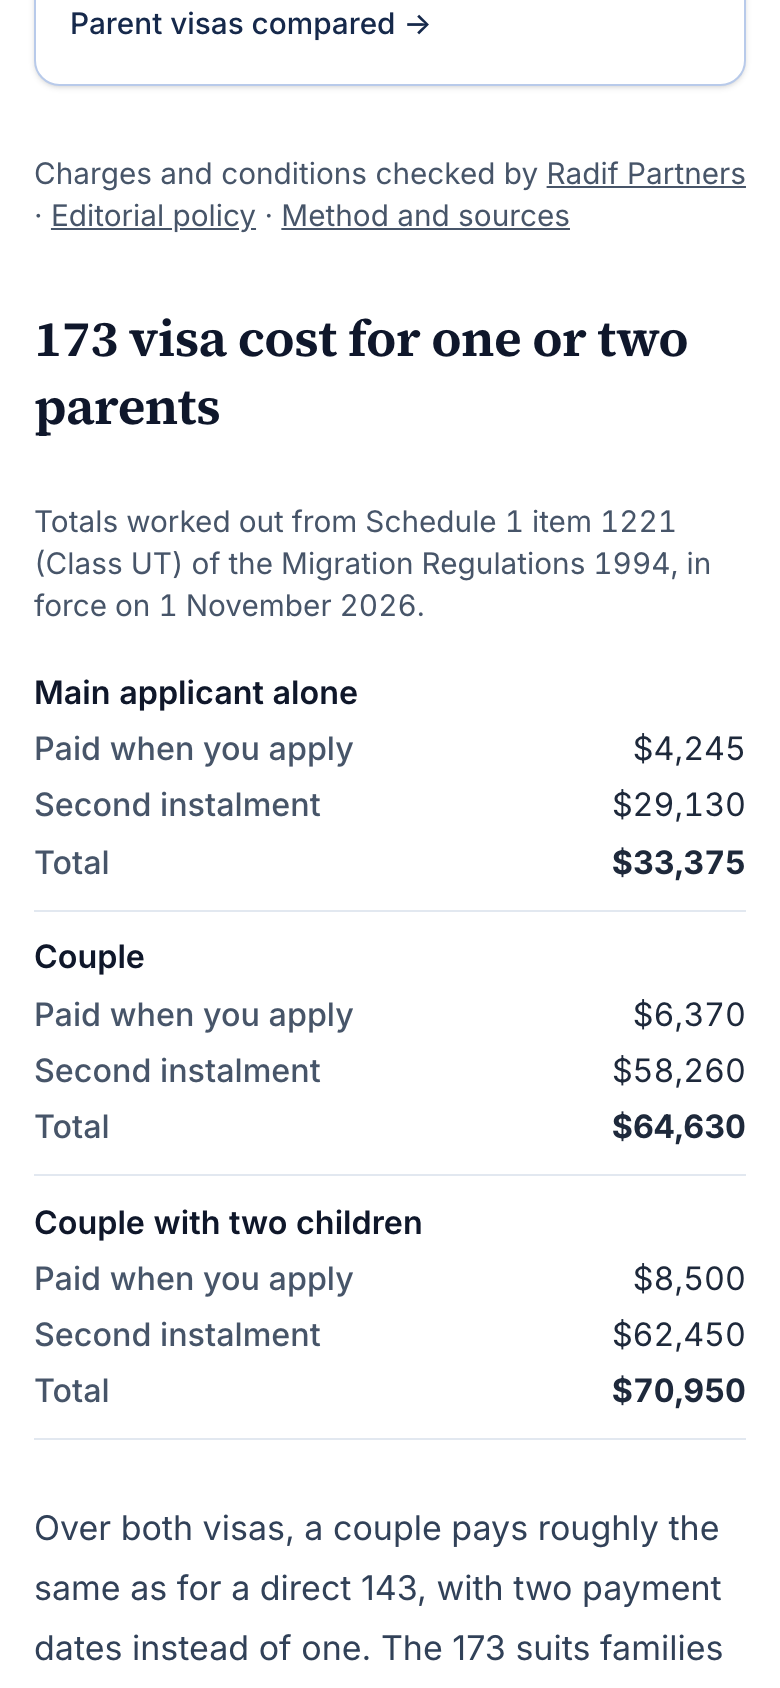 Parent visas compared →
Charges and conditions checked by Radif Partners
· Editorial policy · Method and sources
173 visa cost for one or two
parents
Totals worked out from Schedule 1 item 1221
(Class UT) of the Migration Regulations 1994, in
force on 1 November 2026.
Main applicant alone
Paid when you apply $4,245
Second instalment $29,130
Total $33,375
Couple
Paid when you apply $6,370
Second instalment $58,260
Total $64,630
Couple with two children
Paid when you apply $8,500
Second instalment $62,450
Total $70,950
Over both visas, a couple pays roughly the
same as for a direct 143, with two payment
dates instead of one. The 173 suits families